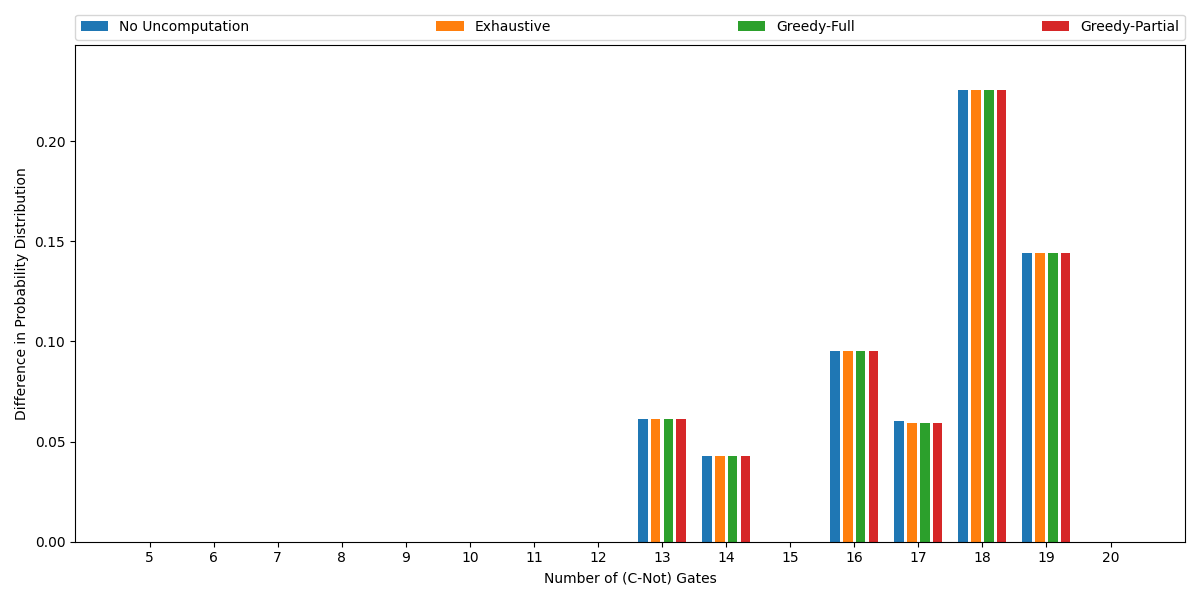 No Uncomputation Exhaustive Greedy-Full Greedy-Partial
Difference in Probability Distribution
0.20
0.15
0.10
0.05
0.00
5 6 7 8 9 10 11 12 13 14 15 16 17 18 19 20
Number of (C-Not) Gates